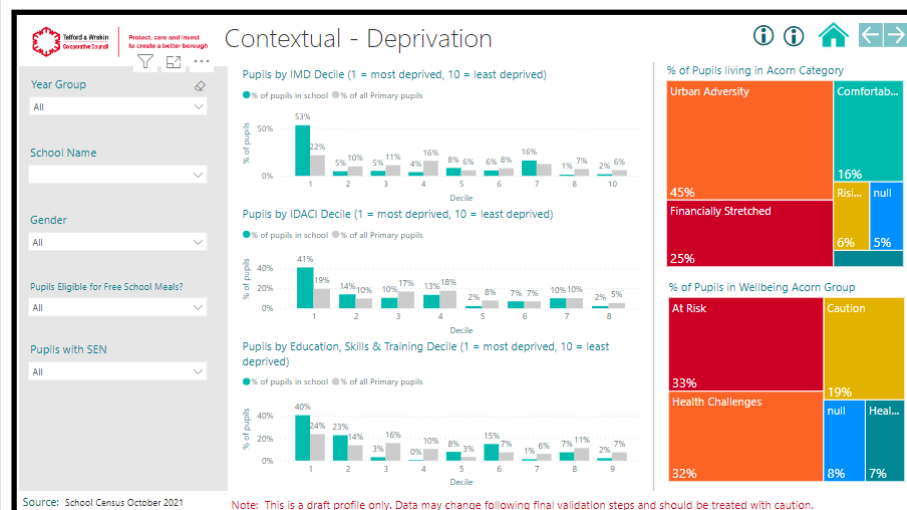 Telford & Wrekin
Co-operative Council
Protect, care and invest
to create a better borough
Contextual - Deprivation
Year Group
All
School Name
Gender
All
Pupils Eligible for Free School Meals?
All
Pupils with SEN
All
Pupils by IMD Decile (1 = most deprived, 10 = least deprived)
% of pupils in school % of all Primary pupils
% of pupils
50%
0%
53% 22% 5% 10% 5% 11% 4% 16% 8% 6% 6% 8% 16% 1% 7% 2% 6%
1 2 3 4 5 6 7 8 10
Decile
Pupils by IDACI Decile (1 = most deprived, 10 = least deprived)
% of pupils in school % of all Primary pupils
% of pupils
40%
20%
0%
41% 19% 14% 10% 10% 17% 13% 18% 2% 8% 7% 7% 10% 10% 2% 5%
1 2 3 4 5 6 7 8
Decile
Pupils by Education, Skills & Training Decile (1 = most deprived, 10 = least
deprived)
% of pupils in school % of all Primary pupils
% of pupils
40%
20%
0%
40% 24% 23% 14% 3% 16% 0% 10% 8% 3% 15% 7% 1% 6% 7% 11% 2% 7%
1 2 3 4 5 6 7 8 9
Decile
% of Pupils living in Acorn Category
Urban Adversity
45%
Financially Stretched
25%
Comfortab...
16%
Risi...
6%
null
5%
% of Pupils in Wellbeing Acorn Group
At Risk
33%
Health Challenges
32%
Caution
19%
null
8%
Heal...
7%
Source: School Census October 2021
Note: This is a draft profile only. Data may change following final validation steps and should be treated with caution.